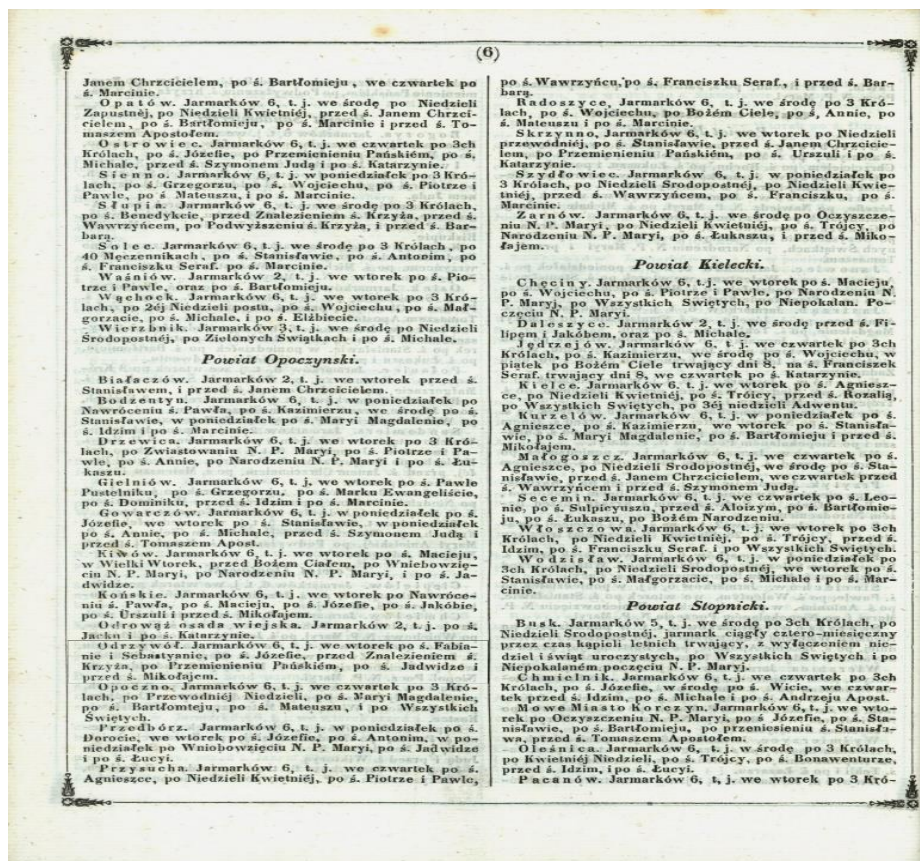 (6)
Janem Chrzcicielem, po ś. Bartłomieju, we czwartek po
ś. Marcinie.
Opatów. Jarmarków 6, t. j. we środę po Niedzieli
Zapustnéj, po Niedzieli Kwietniéj, przed ś. Janem Chrzci-
cielem, po ś. Bartłomieju, po ś. Marcinie i przed ś. To-
maszem Apostołem.
Ostrowiec. Jarmarków 6, t. j. we czwartek po 3ch
Królach, po ś. Józefie, po Przemienieniu Pańskiém, po ś,
Michale, przed ś. Szymonem Judą i po ś. Katarzynie.
Sienno. Jarmarków 6, t. j. w poniedziałek po 3 Kró-
lach, po ś. Grzegorzu, po ś. Wojciechu, po ś. Piotrze i
Pawle, po ś Mateuszu, i po ś. Marcinie.
Słupia. Jarmarków 6, t. j. we środę po 3 Królach,
po ś. Benedykcie, przed Znalezieniem ś. Krzyża, przed ś.
Wawrzyńcem, po Podwyższeniu ś. Krzyża, i przed ś. Bar-
barą.
Solec. Jarmarków 6, t. j. we środę po 3 Królach, po
40 Męczennikach, po ś. Stanisławie, po ś. Antonim, po
ś. Franciszku Seraf. po ś. Marcinie.
Waśniów. Jarmarków 2, t. j. we wtorek po ś. Pio-
trze i Pawle, oraz po ś. Bartłomieju.
Wąchock. Jarmarków 6, t. j. we wtorek po 3 Kró-
lach, po 2éj Niedzieli postu, po ś. Wojciechu, po ś. Mał-
gorzacie, po ś. Michale, i po ś. Elżbiecie.
Wierzbnik. Jarmarków 3, t. j. we środę po Niedzieli
Srodopostnéj, po Zielonych Swiątkach i po ś. Michale.
Powiat Opoczynski.
Białaczów. Jarmarków 2, t. j. we wtorek przed ś.
Stanisławem, i przed ś. Janem Chrzcicielem.
Bodzentyn. Jarmarków 6, t. j. w poniedziałek po
Nawróceniu ś. Pawła, po ś. Kazimierzu, we środę po ś.
Stanisławie, w poniedziałek po ś. Maryi Magdalenie, po
ś. Idzim i po ś. Marcinie.
Drzewica. Jarmarków 6, t. j. we wtorek po 3 Kró-
lach, po Zwiastowaniu N. P. Maryi, po ś. Piotrze i Pa-
wle, po ś. Annie, po Narodzeniu N. P. Maryi i po ś. Łu-
kaszu.
Gielniów. Jarmarków 6, t. j. we wtorek po ś. Pawle
Pustelniku, po ś. Grzegorzu, po ś. Marku Ewangeliście,
po ś. Dominiku, przed ś. Idzim i po ś. Marcinie.
Gowarczów. Jarmarków 6, t. j. w poniedziałek po ś.
Józefie, we wtorek po ś. Stanisławie, w poniedziałek
po ś. Annie, po ś. Michale, przed ś. Szymonem Judą i
przed ś. Tomaszem Apost.
Kiwów. Jarmarków 6, t. j. we wtorek po ś. Macieju,
w Wielki Wtorek, przed Bożem Ciałem, po Wniebowzię-
ciu N. P. Maryi, po Narodzeniu N. P. Maryi, i po ś. Ja-
dwidze.
Końskie. Jarmarków 6, t. j. we wtorek po Nawróce-
niu ś. Pawła, po ś. Macieju, po ś. Józefie, po ś. Jakóbie,
po ś. Urszuli i przed ś. Mikołajem.
Odrowąż osada wiejska. Jarmarków 2, t. j. po ś.
Jacku i po ś. Katarzynie.
Odrzywół. Jarmarków 6, t. j. we wtorek po ś. Fabia-
nie i Sebastyanie, po ś. Józefie, przed Znalezieniem ś.
Krzyża, po Przemienieniu Pańskiém, po ś. Jadwidze i
przed ś. Mikołajem.
Opoczno. Jarmarków 6, t. j. we czwartek po 3 Kró-
lach, po Przewodniéj Niedzieli, po ś. Maryi Magdalenie,
po ś. Bartłomieju, po ś. Mateuszu, i po Wszystkich
Świętych.
Przedbórz. Jarmarków 6, t. j. w poniedziałek po ś.
Dorocie, we wtorek po ś. Józefie, po ś. Antonim, w po-
niedziałek po Wniobowzięciu N. P. Maryi, po ś. Jadwidze
i po ś. Łucyi.
Przysucha. Jarmarków 6, t. j. we czwartek po ś.
Agnieszce, po Niedzieli Kwietniéj, po ś. Piotrze i Pawle,
po ś. Wawrzyńcu, po ś. Franciszku Seraf., i przed ś. Bar-
barą.
Radoszyce, Jarmarków 6, t. j. we środę po 3 Kró-
lach, po ś. Wojciechu, po Bożém Ciele, po ś, Annie, po
ś. Mateuszu i po ś. Marcinie.
Skrzynno, Jarmarków 6, t. j. we wtorek po Niedzieli
przewodniéj, po ś. Stanisławie, przed ś. Janem Chrzcicie-
lem, po Przemienieniu Pańskiém, po ś. Urszuli i po ś.
Katarzynie.
Szydłowiec. Jarmarków 6, t. j. w poniedziałek po
3 Królach, po Niedzieli Srodopostnéj, po Niedzieli Kwie-
tniéj, przed ś. Wawrzyńcem, po ś. Franciszku, po ś.
Marcinie.
Zarnów. Jarmarków 6, t. j. we środę po Oczyszcze-
niu N. P. Maryi, po Niedzieli Kwietniéj, po ś. Trójcy, po
Narodzeniu N. P. Maryi, po ś. Łukaszu, i przed ś. Miko-
łajem.
Powiat Kielecki.
Chęciny. Jarmarków 6, t. j. we wtorek po ś. Macieju,
po ś. Wojciechu, po ś. Piotrze i Pawle, po Narodzeniu N.
P. Maryj, po Wszystkich Swiętych, po Niepokalan. Po-
częciu N. P. Maryi.
Daleszyce. Jarmarków 2, t. j. we środę przed ś. Fi-
lipem i Jakóbem, oraz po ś. Michale.
Jędrzejów. Jarmarków 6, t. j. we czwartek po 3ch
Królach, po ś. Kazimierzu, we środę po ś. Wojciechu, w
piątek po Bożém Ciele trwający dni 8, na ś. Franciszek
Seraf. trwający dni 8, we czwartek po ś. Katarzynie.
Kielce. Jarmarków 6. t. j. we wtorek po ś. Agniesz-
ce, po Niedzieli Kwietniéj, po ś. Trójcy, przed ś. Rozalią,
po Wszystkich Swiętych, po 3éj niedzieli Adwentu.
Kurzelów. Jarmarków 6, t. j. w poniedziałek po ś.
Agnieszce, po ś. Kazimierzu, we wtorek po ś. Stanisła-
wie, po ś. Maryi Magdalenie, po ś. Bartłomieju i przed ś.
Mikołajem.
Małogoszcz. Jarmarków 6, t. j. we czwartek po ś.
Agnieszce, po Niedzieli Srodopostnéj, we środę po ś. Sta-
nisławie, przed ś. Janem Chrzcicielem, we czwartek przed
ś. Wawrzyńcem i przed ś. Szymonem Judą.
Secemin. Jarmarków 6, t. j. we czwartek po ś. Leo-
nie, po ś. Sulpicyuszu, przed ś. Aloizym, po ś. Bartłomie-
ju, po ś. Łukaszu, po Bożém Narodzeniu.
Włoszczowa. Jarmarków 6, t. j. we wtorek po 3ch
Królach, po Niedzieli Kwietniéj, po ś. Trójcy, przed ś.
Idzim, po ś. Franciszku Seraf. i po Wszystkich Swiętych.
Wodzisław. Jarmarków 6, t. j. w poniedziałek po
3ch Królach, po Niedzieli Srodopostnéj, we wtorek po ś.
Stanisławie, po ś. Małgorzacie, po ś. Michale i po ś. Mar-
cinie.
Powiat Stopnicki.
Busk. Jarmarków 5, t. j. we środę po 3ch Królach, po
Niedzieli Srodopostnéj, jarmark ciągły cztero-miesięczny
przez czas kąpieli letnich trwający, z wyłączeniem nie-
dziel i świąt uroczystych, po Wszystkich Swiętych i po
Niepokalaném poczęciu N. P. Maryj.
Chmielnik. Jarmarków 6, t. j. we czwartek po 3ch
Królach, po ś. Józefie, w środę po ś. Wicie, we czwar-
tek przed ś. Idzim, po ś. Michale i po ś. Andrzeju Apost.
Mowe Miasto Korczyn. Jarmarków 6, t. j. we wto-
rek po Oczyszczeniu N. P. Maryi, po ś Józefie, po ś. Sta-
nisławie, po ś. Bartłomieju, po przeniesieniu ś. Stanisła-
wa, przed ś. Tomaszem Apostołem.
Oleśnica. Jarmarków 6, t. j. w środę po 3 Królach,
po Kwietniéj Niedzieli, po ś. Trójcy, po ś. Bonawenturze,
przed ś. Idzim, i po ś. Łucyi.
Pacanów. Jarmarków 6, t, j. we wtorek po 3 Kró-